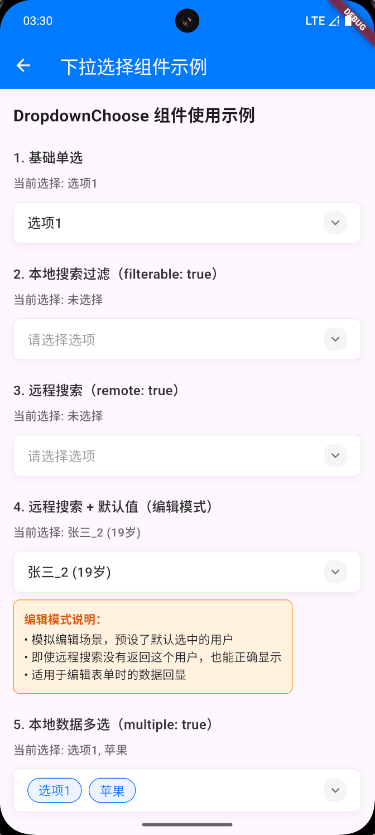 03:30
LTE
DEBUG
下拉选择组件示例
DropdownChoose 组件使用示例
1. 基础单选
当前选择: 选项1
选项1
2. 本地搜索过滤（filterable: true）
当前选择: 未选择
请选择选项
3. 远程搜索（remote: true）
当前选择: 未选择
请选择选项
4. 远程搜索 + 默认值（编辑模式）
当前选择: 张三_2 (19岁)
张三_2 (19岁)
编辑模式说明：
• 模拟编辑场景，预设了默认选中的用户
• 即使远程搜索没有返回这个用户，也能正确显示
• 适用于编辑表单时的数据回显
5. 本地数据多选（multiple: true）
当前选择: 选项1, 苹果
选项1 苹果